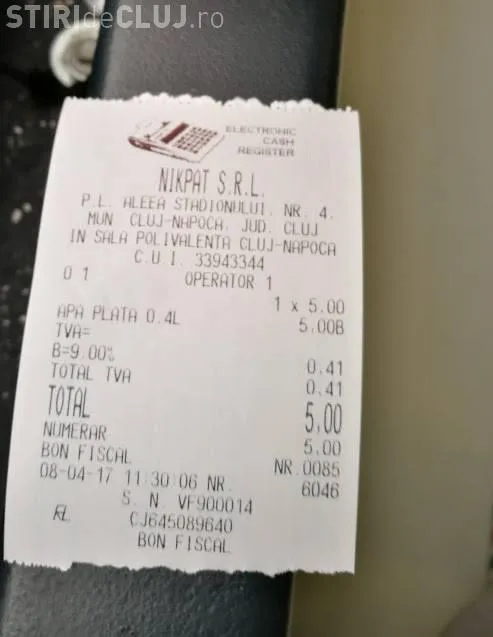 STIRIdeCLUJ.ro
ELECTRONIC
CASH
REGISTER
NIKPAT S.R.L.
P.L. ALEEA STADIONULUI, NR. 4,
MUN. CLUJ-NAPOCA, JUD. CLUJ
IN SALA POLIVALENTA CLUJ-NAPOCA
C.U.I. 33943344
01 OPERATOR 1
1 x 5.00
APA PLATA 0.4L 5.00B
TVA=
B=9.00% 0.41
TOTAL TVA 0.41
TOTAL 5,00
NUMERAR 5.00
BON FISCAL NR.0085
08-04-17 11:30:06 NR. 6046
S. N. VF900014
RL CJ645089640
BON FISCAL